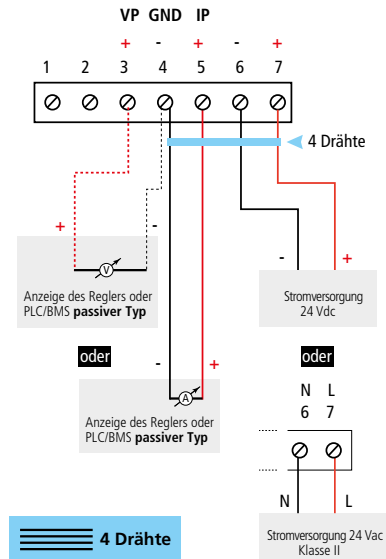 VP GND IP
+ - + - +
1 2 3 4 5 6 7
4 Drähte
+ - - +
V
Anzeige des Reglers oder
PLC/BMS passiver Typ
Stromversorgung
24 Vdc
oder
oder
- +
A
Anzeige des Reglers oder
PLC/BMS passiver Typ
N L
6 7
N L
4 Drähte
Stromversorgung 24 Vac
Klasse II